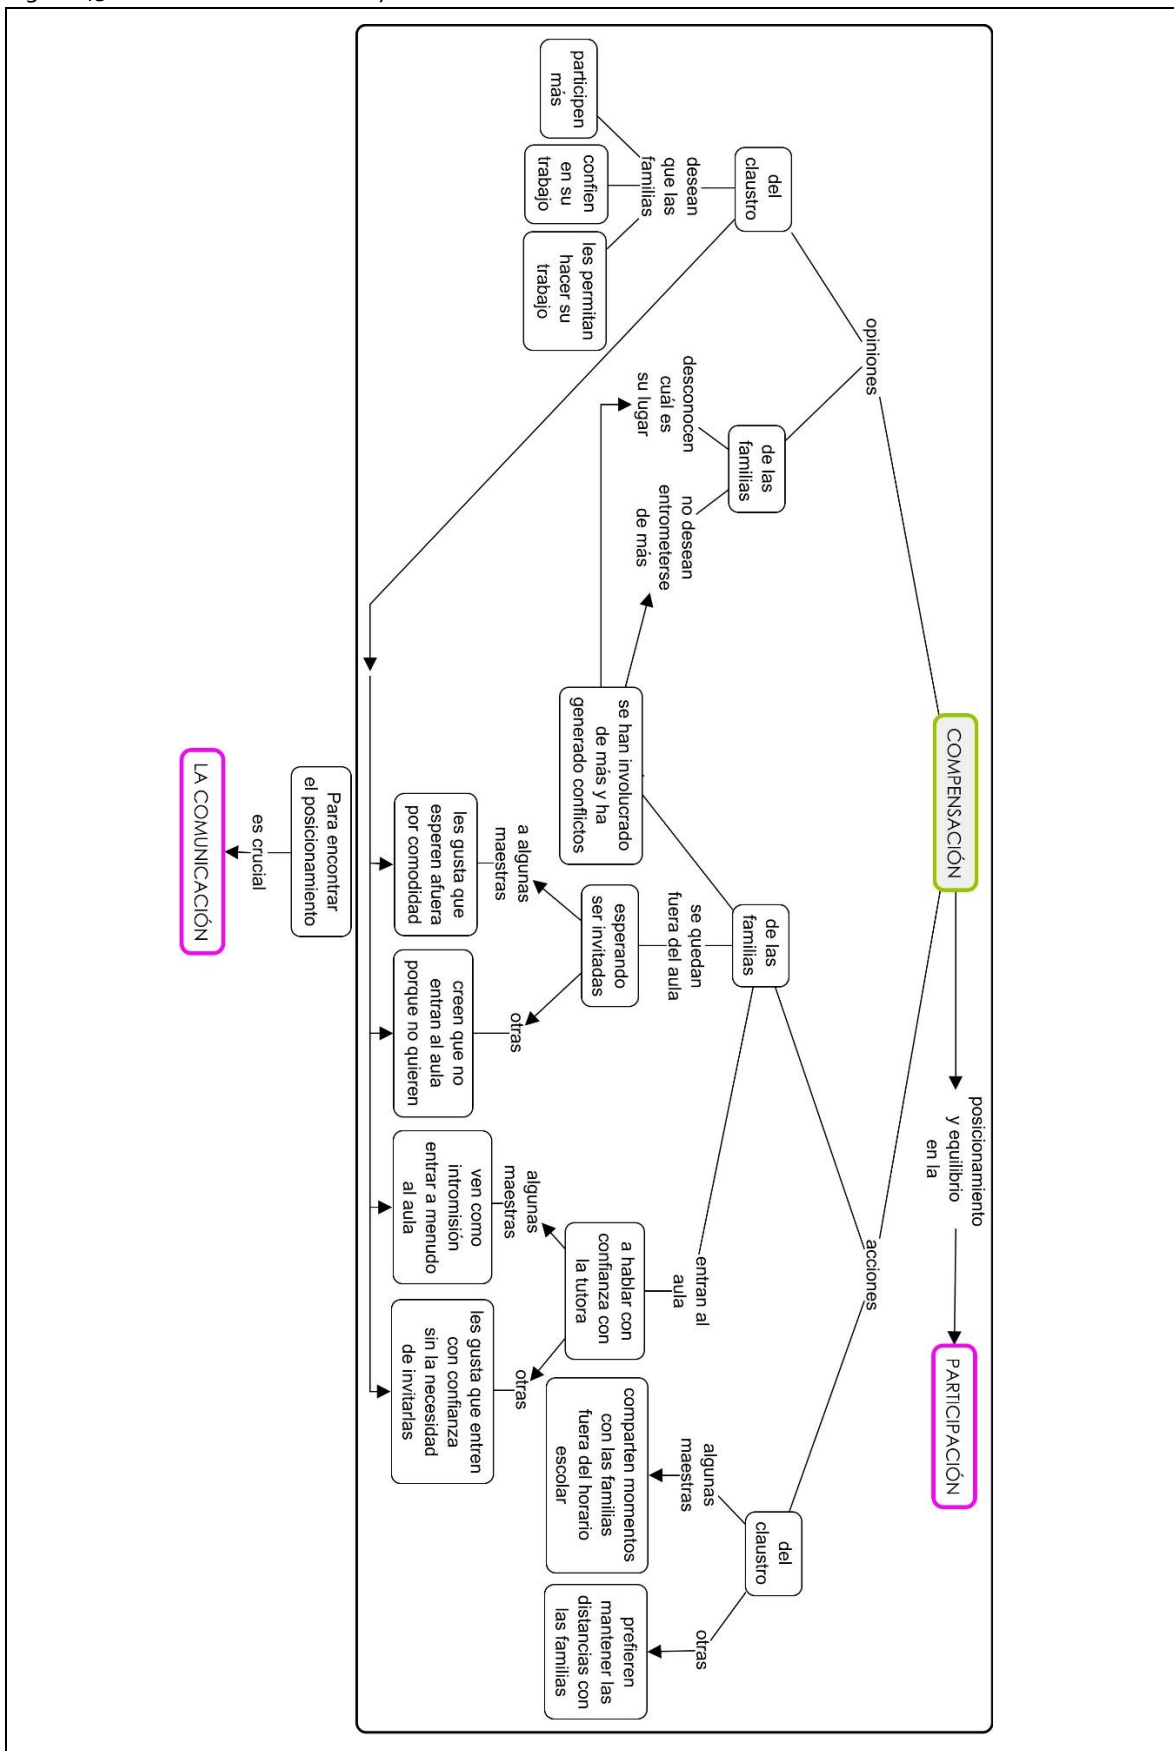 COMPENSACIÓN
posicionamiento
y equilibrio
en la
PARTICIPACIÓN
opiniones
acciones
del
claustro
desean
que las
familias
participen
más
confien
en su
trabajo
les permitan
hacer su
trabajo
de las
familias
desconocen
cuál es
su lugar
no desean
entrometerse
de más
de las
familias
se han involucrado
de más y ha
generado conflictos
se quedan
fuera del aula
esperando
ser invitadas
a algunas
maestras
les gusta que
esperen afuera
por comodidad
otras
creen que no
entran al aula
porque no quieren
entran al
aula
a hablar con
confianza con
la tutora
algunas
maestras
ven como
intromisión
entrar a menudo
al aula
otras
les gusta que entren
con confianza
sin la necesidad
de invitarlas
del
claustro
algunas
maestras
comparten momentos
con las familias
fuera del horario
escolar
otras
prefieren
mantener las
distancias con
las familias
Para encontrar
el posicionamiento
es crucial
LA COMUNICACIÓN